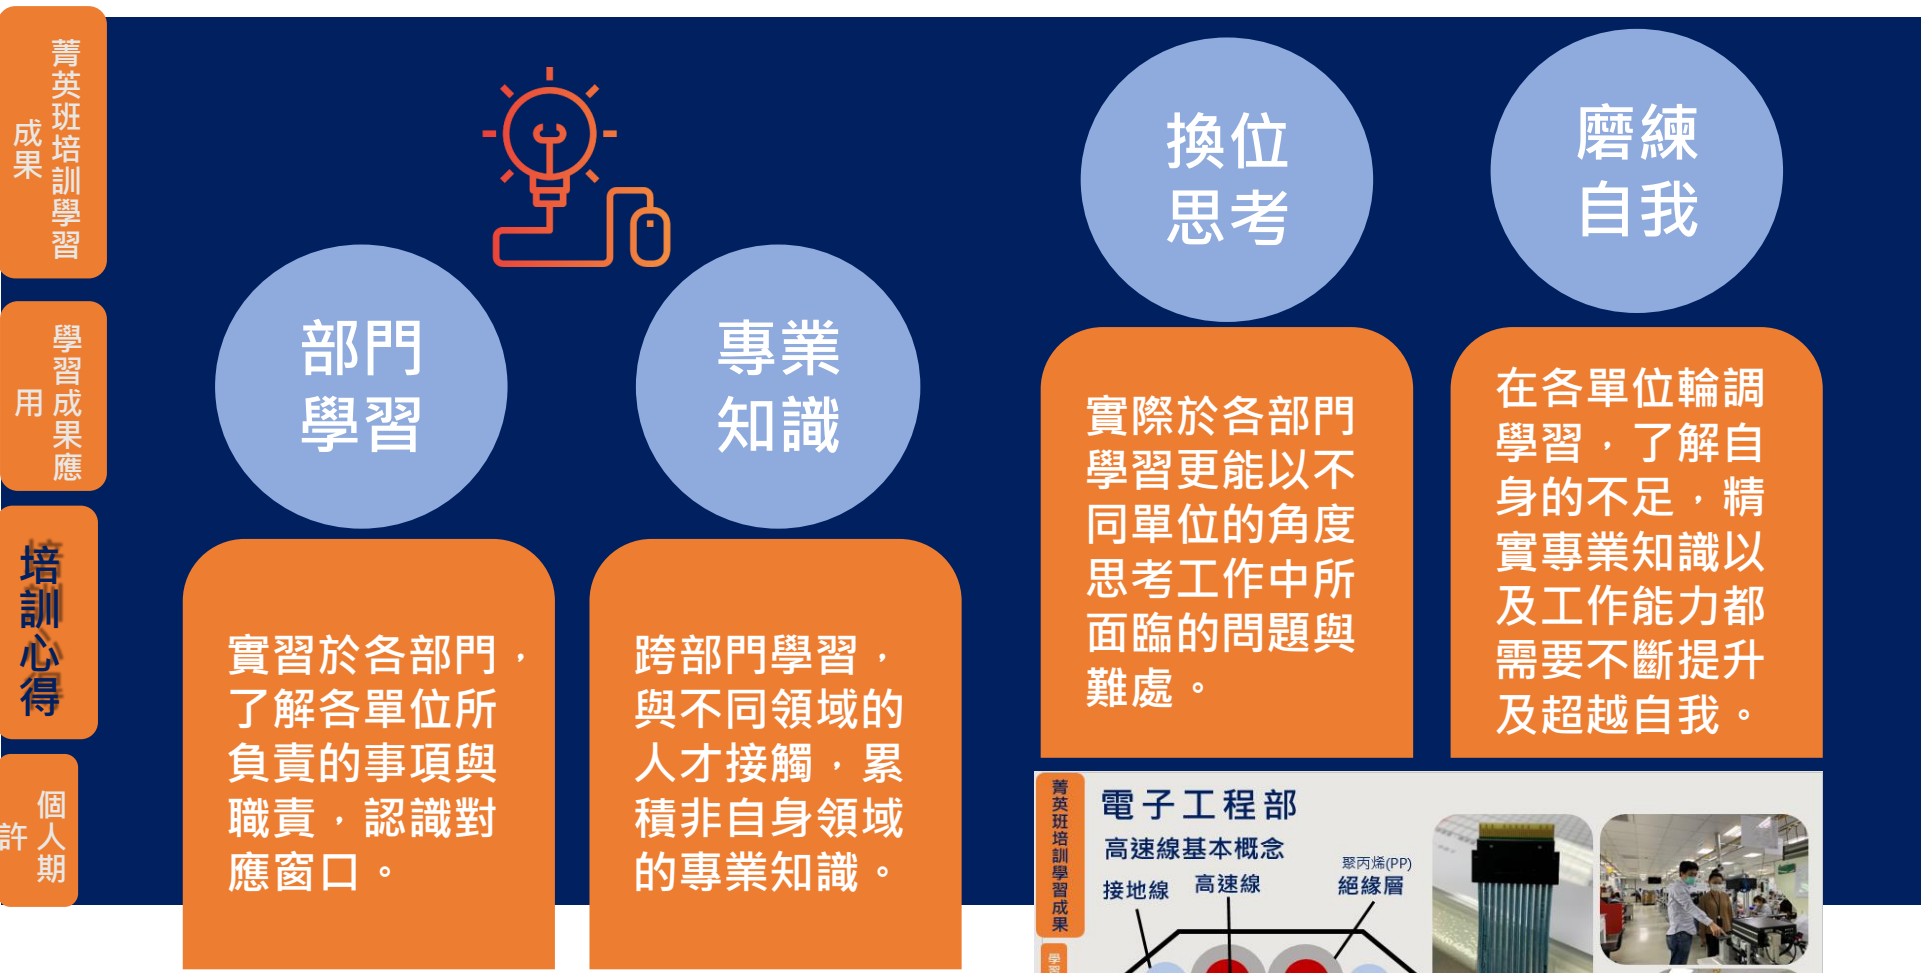 菁英班培訓學習
成果
學習成果應
用
培訓心得
個人期
許
部門
學習
實習於各部門，
了解各單位所
負責的事項與
職責，認識對
應窗口。
專業
知識
跨部門學習，
與不同領域的
人才接觸，累
積非自身領域
的專業知識。
換位
思考
實際於各部門
學習更能以不
同單位的角度
思考工作中所
面臨的問題與
難處。
磨練
自我
在各單位輪調
學習，了解自
身的不足，精
實專業知識以
及工作能力都
需要不斷提升
及超越自我。
菁英班培訓學習成果
電子工程部
高速線基本概念
接地線
高速線
聚丙烯(PP)
絕緣層